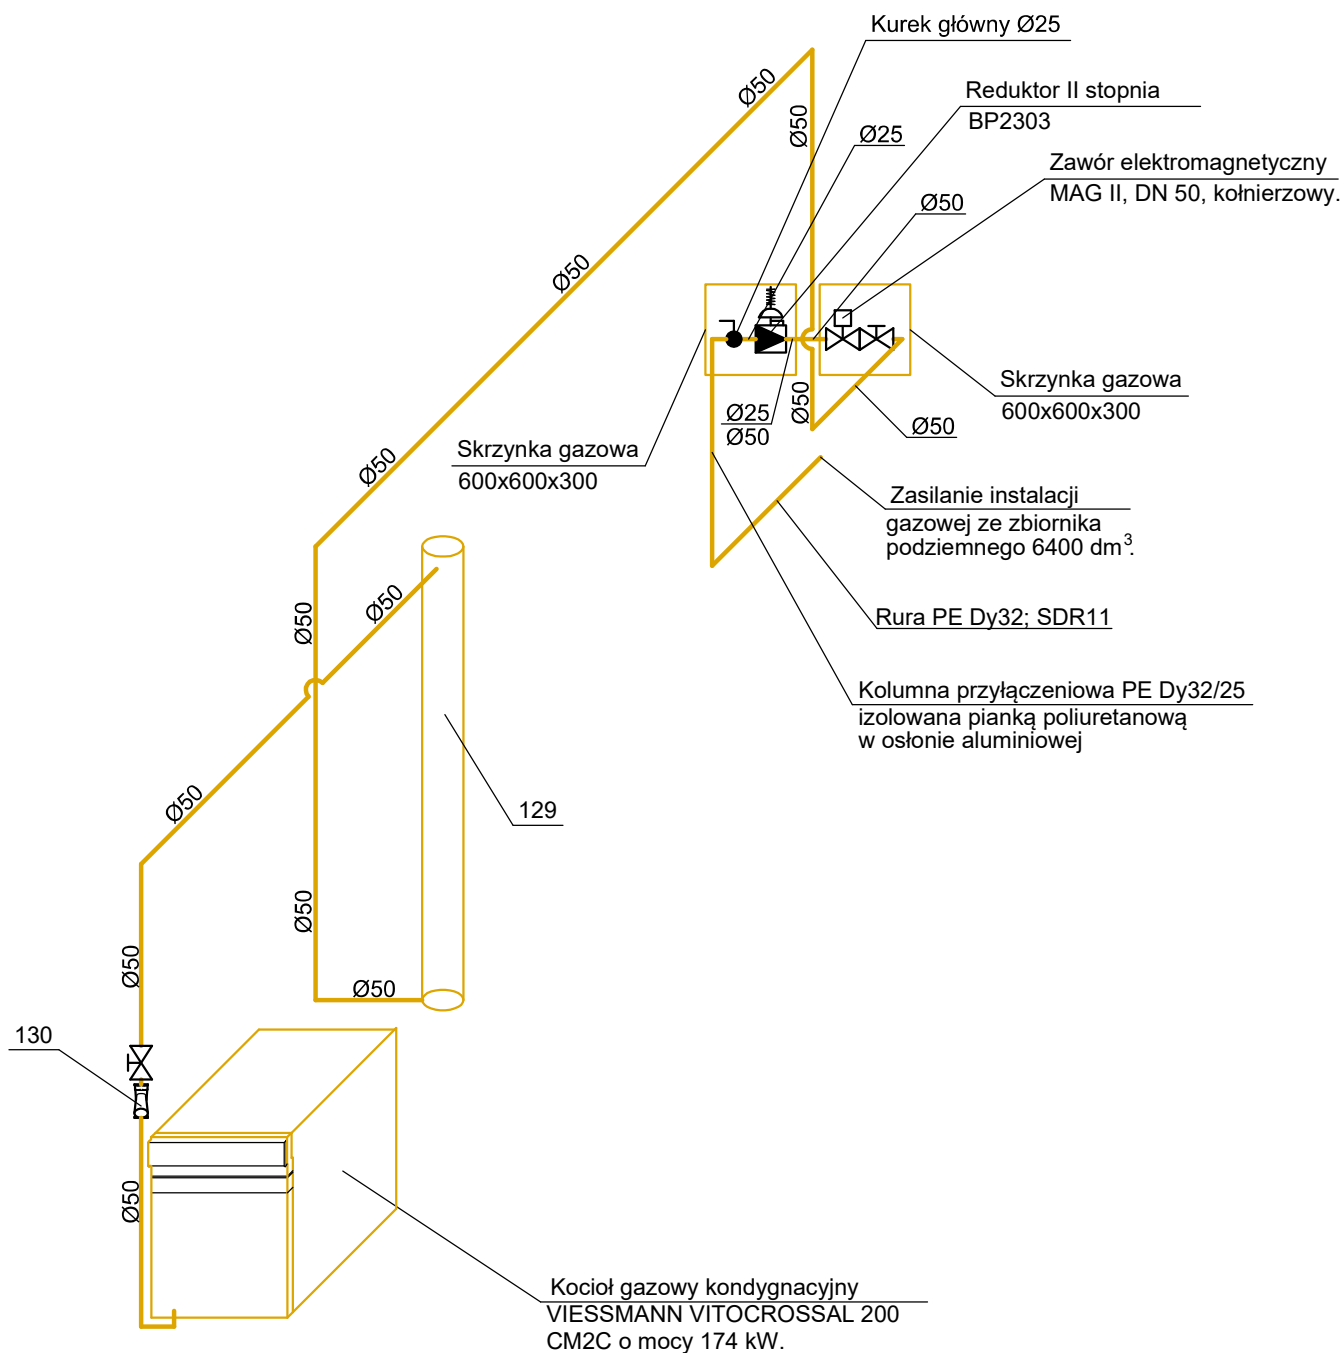 Kurek główny Ø25
Ø50
Ø50
Reduktor II stopnia
BP2303
Ø25
Zawór elektromagnetyczny
MAG II, DN 50, kołnierzowy.
Ø50
Ø50
Skrzynka gazowa
600x600x300
Ø50
Ø25
Ø50
Ø50
Skrzynka gazowa
600x600x300
Ø50
Zasilanie instalacji
gazowej ze zbiornika
podziemnego 6400 dm³.
Ø50
Ø50
Rura PE Dy32; SDR11
Kolumna przyłączeniowa PE Dy32/25
izolowana pianką poliuretanową
w osłonie aluminiowej
Ø50
129
Ø50
Ø50
Ø50
130
Ø50
Kocioł gazowy kondygnacyjny
VIESSMANN VITOCROSSAL 200
CM2C o mocy 174 kW.